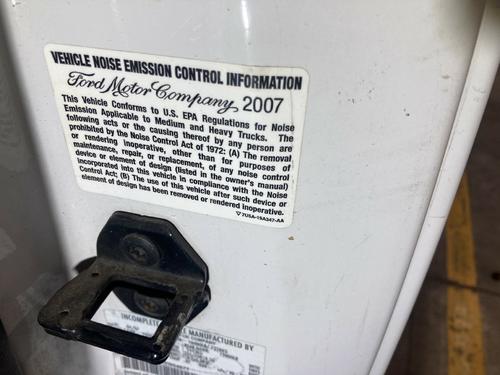 VEHICLE NOISE EMISSION CONTROL INFORMATION
Ford Motor Company 2007
This Vehicle Conforms to U.S. EPA Regulations for Noise
Emission Applicable to Medium and Heavy Trucks. The
following acts or the causing thereof by any person are
prohibited by the Noise Control Act of 1972: (A) The removal
or rendering inoperative, other than for purposes of
maintenance, repair, or replacement, of any noise control
device or element of design (listed in the owner's manual)
incorporated into this vehicle in compliance with the Noise
Control Act; (B) The use of this vehicle after such device or
element of design has been removed or rendered inoperative.
INCOMPLETE
MANUFACTURED BY